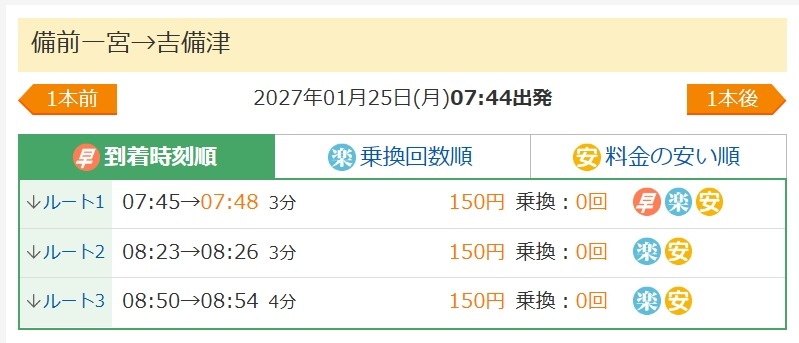 備前一宮→吉備津
1本前 2027年01月25日(月)07:44出発 1本後
早 到着時刻順 楽 乗換回数順 安 料金の安い順
↓ルート1 07:45→07:48 3分 150円 乗換：0回 早 楽 安
↓ルート2 08:23→08:26 3分 150円 乗換：0回 楽 安
↓ルート3 08:50→08:54 4分 150円 乗換：0回 楽 安